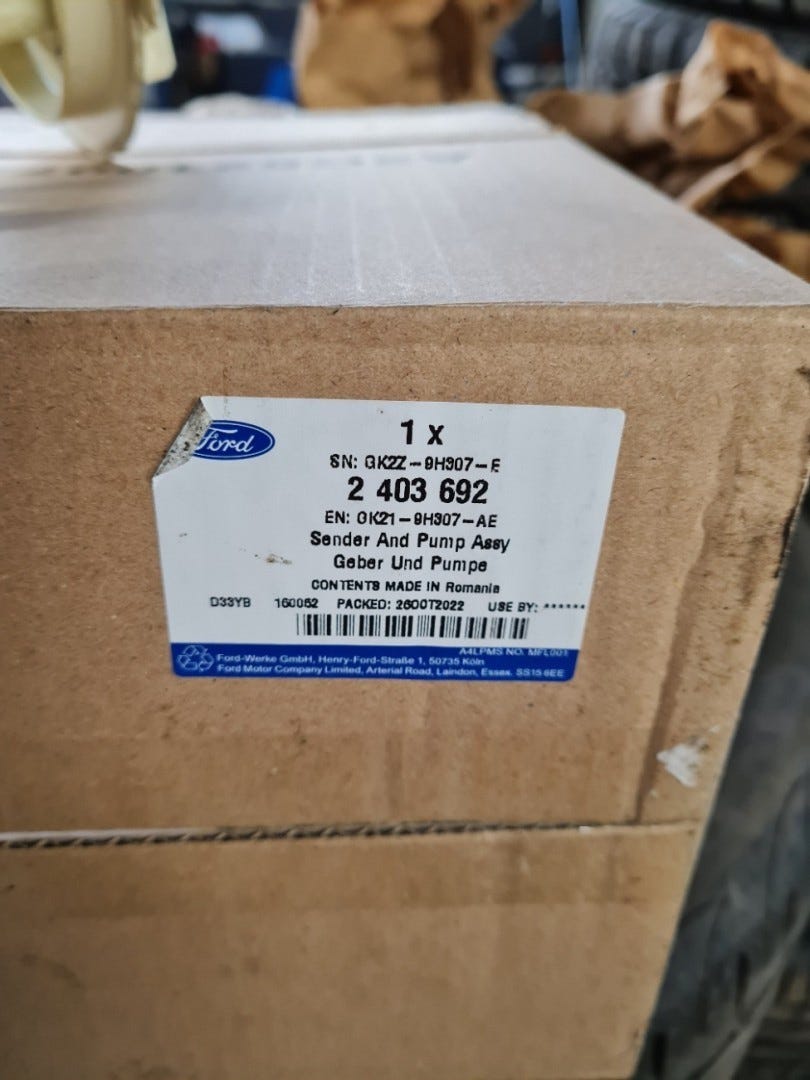 Ford
1 x
SN: GK2Z-9H307-E
2 403 692
EN: GK21-9H307-AE
Sender And Pump Assy
Geber Und Pumpe
CONTENTS MADE IN Romania
D33YB 160062 PACKED: 26OCT2022 USE BY: ******
A4LPMS NO. MFL001
Ford-Werke GmbH, Henry-Ford-Straße 1, 50735 Köln
Ford Motor Company Limited, Arterial Road, Laindon, Essex. SS15 6EE